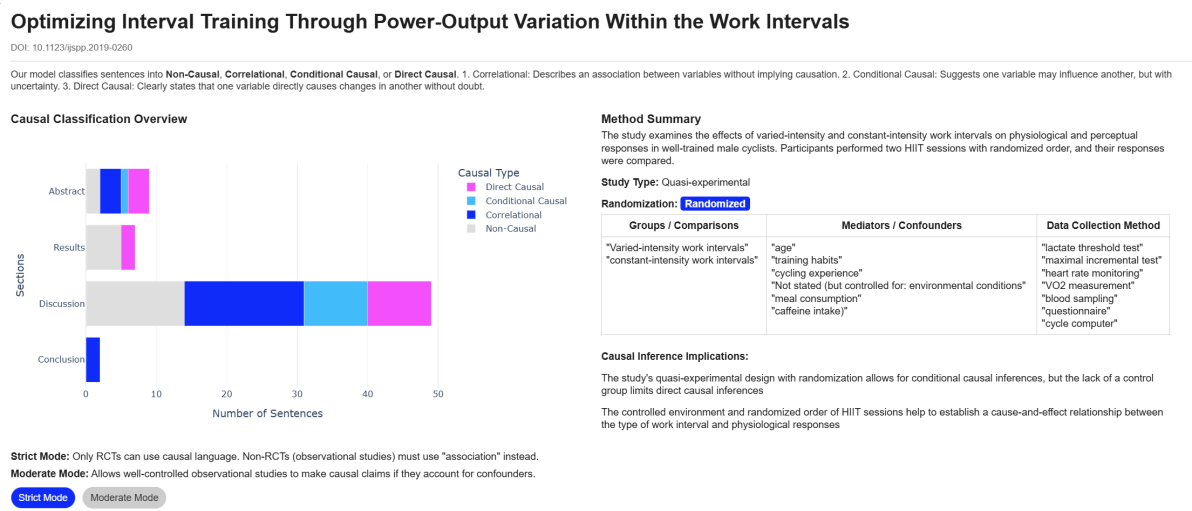 Optimizing Interval Training Through Power-Output Variation Within the Work Intervals
DOI: 10.1123/ijspp.2019-0260
Our model classifies sentences into Non-Causal, Correlational, Conditional Causal, or Direct Causal. 1. Correlational: Describes an association between variables without implying causation. 2. Conditional Causal: Suggests one variable may influence another, but with
uncertainty. 3. Direct Causal: Clearly states that one variable directly causes changes in another without doubt.
Causal Classification Overview
Causal Type
Direct Causal
Conditional Causal
Correlational
Non-Causal
Sections
Abstract
Results
Discussion
Conclusion
0 10 20 30 40 50
Number of Sentences
Strict Mode: Only RCTs can use causal language. Non-RCTs (observational studies) must use "association" instead.
Moderate Mode: Allows well-controlled observational studies to make causal claims if they account for confounders.
Strict Mode Moderate Mode
Method Summary
The study examines the effects of varied-intensity and constant-intensity work intervals on physiological and perceptual
responses in well-trained male cyclists. Participants performed two HIIT sessions with randomized order, and their responses
were compared.
Study Type: Quasi-experimental
Randomization: Randomized
Groups / Comparisons Mediators / Confounders Data Collection Method
"Varied-intensity work intervals"
"constant-intensity work intervals"
"age"
"training habits"
"cycling experience"
"Not stated (but controlled for: environmental conditions"
"meal consumption"
"caffeine intake)"
"lactate threshold test"
"maximal incremental test"
"heart rate monitoring"
"VO2 measurement"
"blood sampling"
"questionnaire"
"cycle computer"
Causal Inference Implications:
The study's quasi-experimental design with randomization allows for conditional causal inferences, but the lack of a control
group limits direct causal inferences
The controlled environment and randomized order of HIIT sessions help to establish a cause-and-effect relationship between
the type of work interval and physiological responses